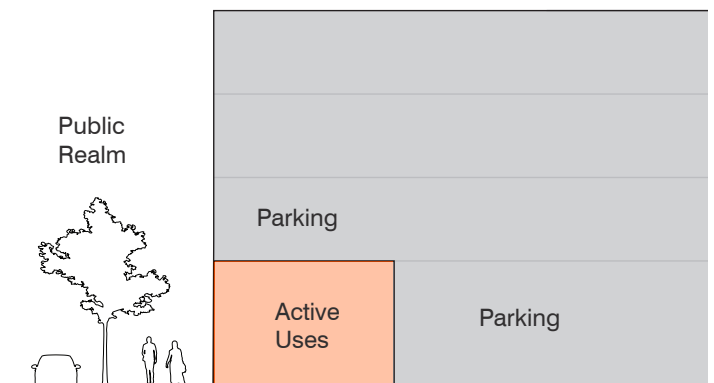 Public
Realm
Parking
Active
Uses
Parking